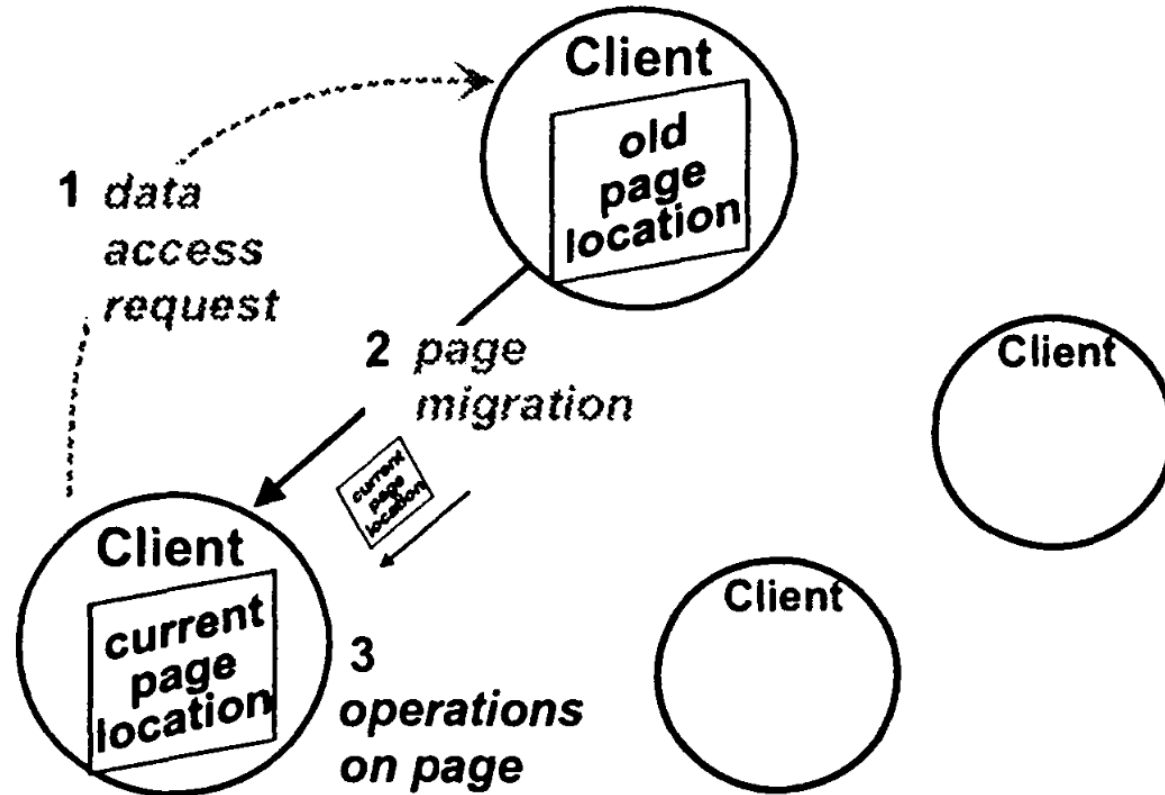 Client
old
page
location
1 data
access
request
2 page
migration
Client
current
page
location
Client
current
page
location
3
operations
on page
Client